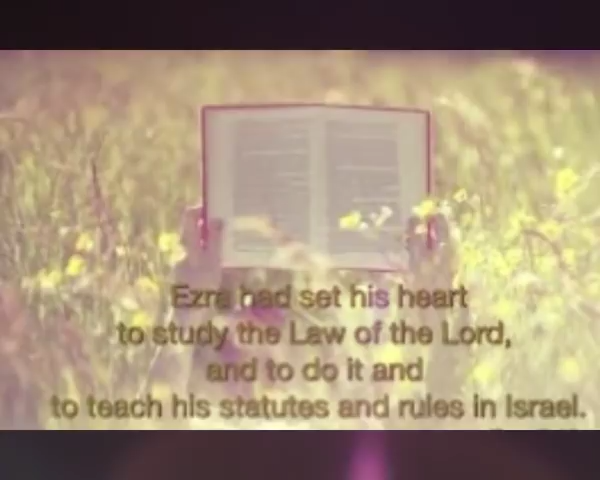 Ezra had set his heart
to study the Law of the Lord,
and to do it and
to teach his statutes and rules in Israel.